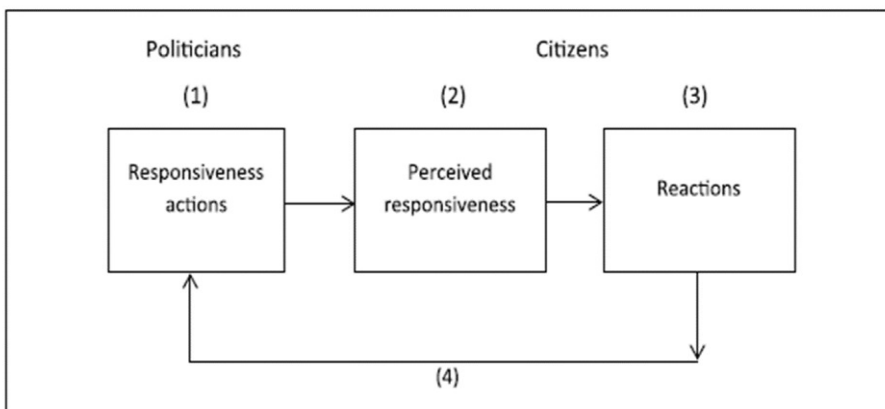 Politicians
Citizens
(1)
(2)
(3)
Responsiveness
actions
Perceived
responsiveness
Reactions
(4)